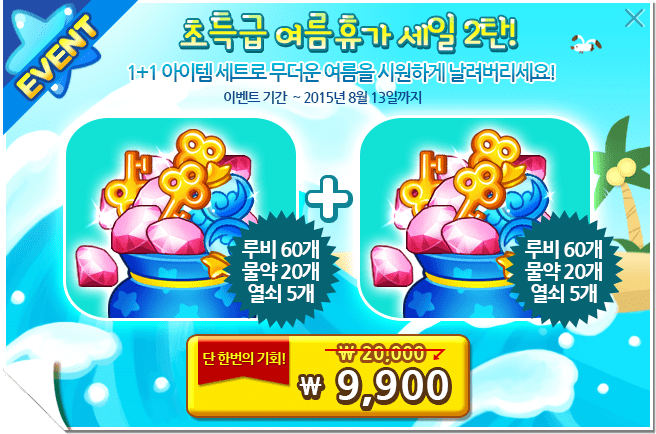 EVENT
초특급 여름 휴가 세일 2탄!
1+1 아이템 세트로 무더운 여름을 시원하게 날려버리세요!
이벤트 기간 ~ 2015년 8월 13일까지
루비 60개
물약 20개
열쇠 5개
+
루비 60개
물약 20개
열쇠 5개
단 한번의 기회!
₩ 20,000
₩ 9,900